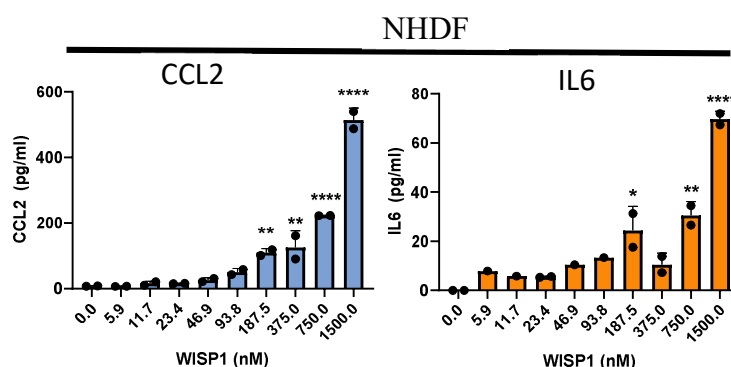 NHDF
CCL2
CCL2 (pg/ml)
600
400
200
0
**
**
****
****
0.0 5.9 11.7 23.4 46.9 93.8 187.5 375.0 750.0 1500.0
WISP1 (nM)
IL6
IL6 (pg/ml)
80
60
40
20
0
*
**
****
0.0 5.9 11.7 23.4 46.9 93.8 187.5 375.0 750.0 1500.0
WISP1 (nM)